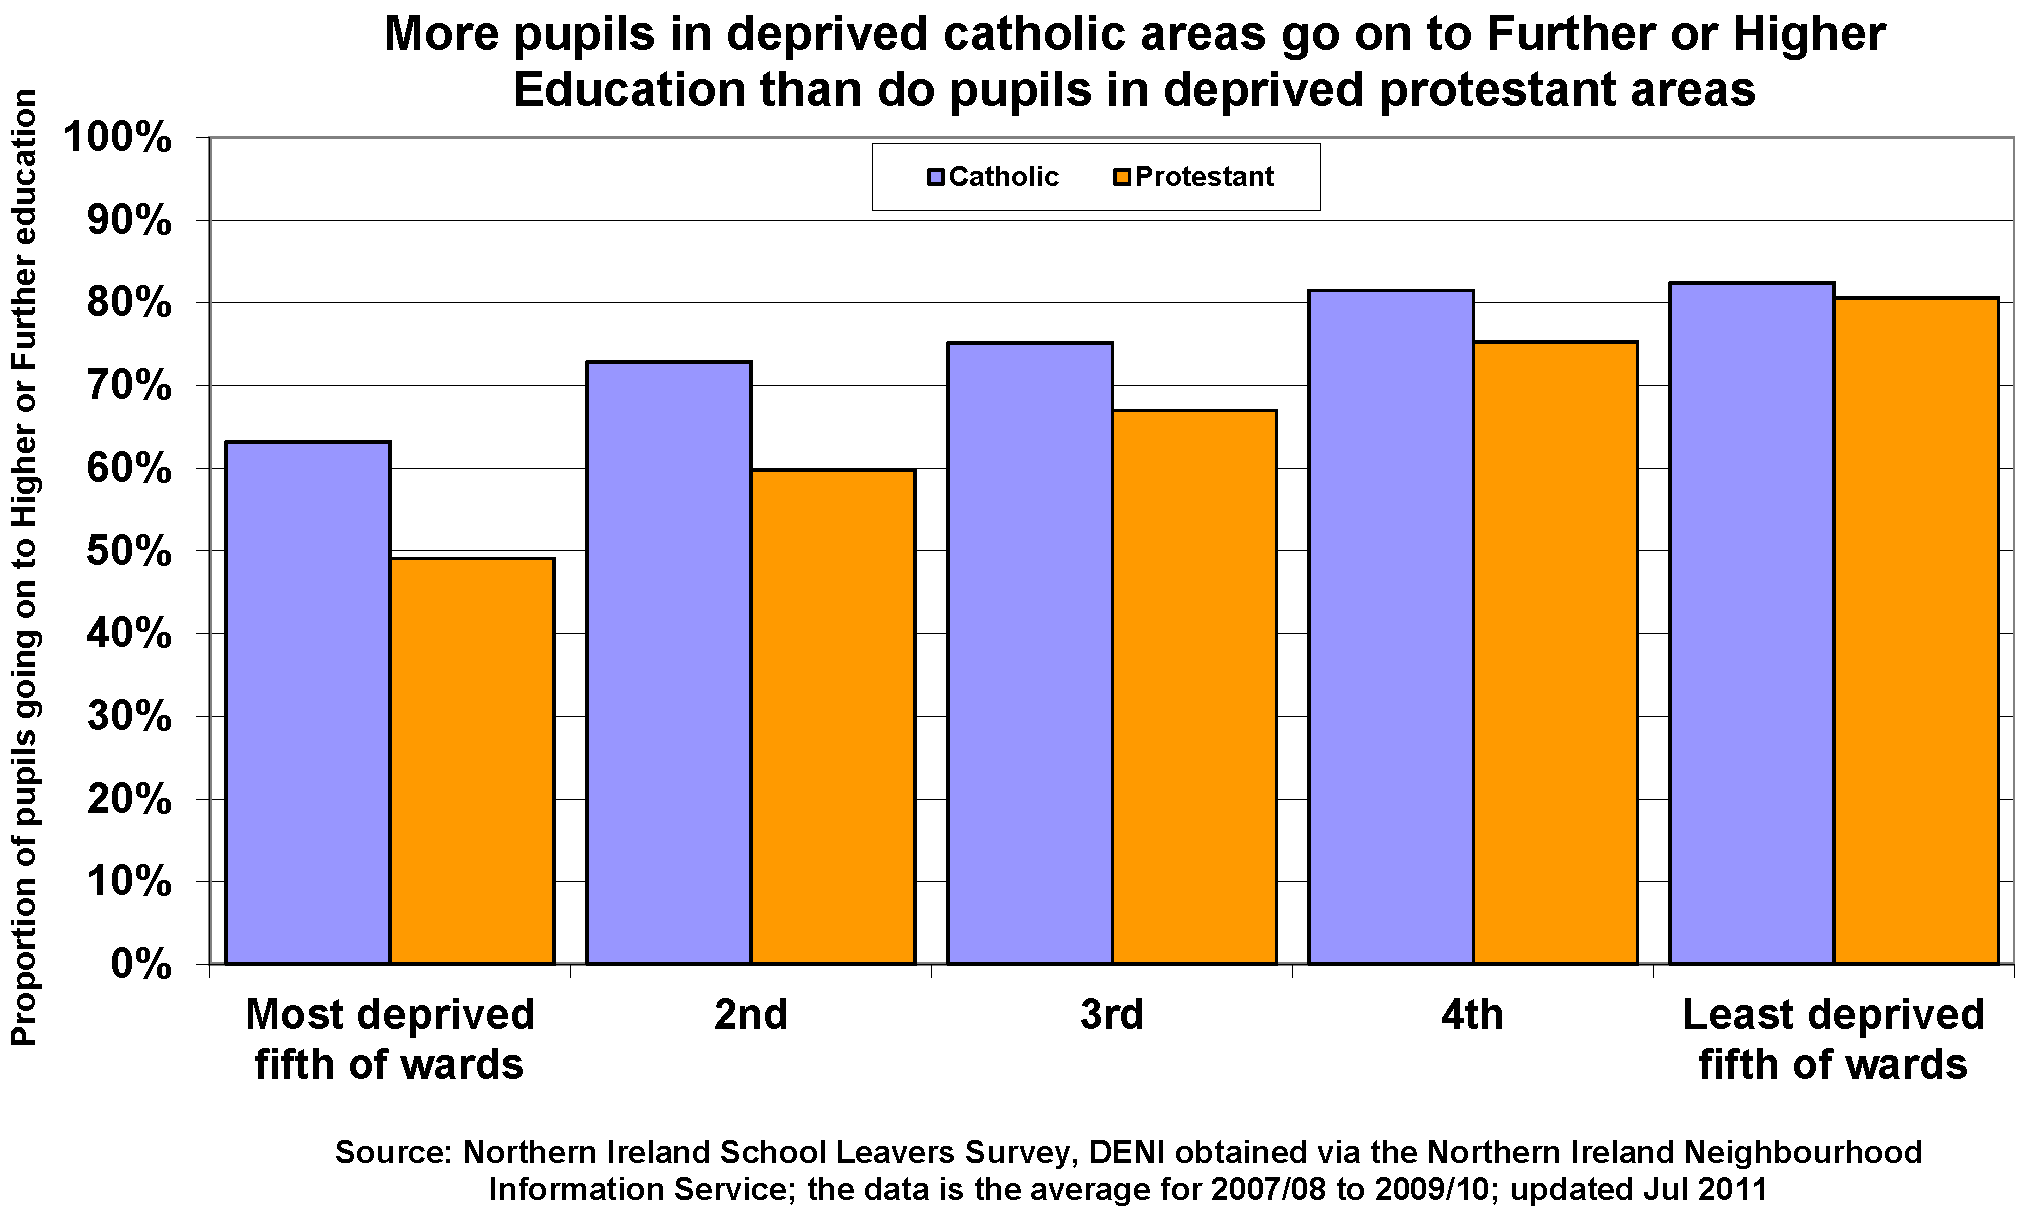 More pupils in deprived catholic areas go on to Further or Higher
Education than do pupils in deprived protestant areas
Proportion of pupils going on to Higher or Further education
100%
90%
80%
70%
60%
50%
40%
30%
20%
10%
0%
Catholic Protestant
Most deprived 2nd 3rd 4th Least deprived
fifth of wards fifth of wards
Source: Northern Ireland School Leavers Survey, DENI obtained via the Northern Ireland Neighbourhood
Information Service; the data is the average for 2007/08 to 2009/10; updated Jul 2011